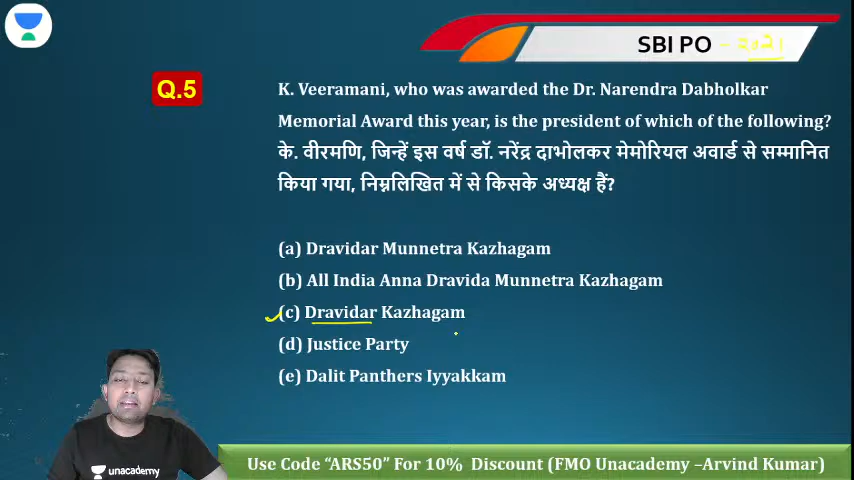 SBI PO - २०२१
Q.5
K. Veeramani, who was awarded the Dr. Narendra Dabholkar
Memorial Award this year, is the president of which of the following?
के. वीरमणि, जिन्हें इस वर्ष डॉ. नरेंद्र दाभोलकर मेमोरियल अवार्ड से सम्मानित
किया गया, निम्नलिखित में से किसके अध्यक्ष हैं?
(a) Dravidar Munnetra Kazhagam
(b) All India Anna Dravida Munnetra Kazhagam
(c) Dravidar Kazhagam
(d) Justice Party
(e) Dalit Panthers Iyyakkam
unacademy
Use Code “ARS50” For 10% Discount (FMO Unacademy –Arvind Kumar)